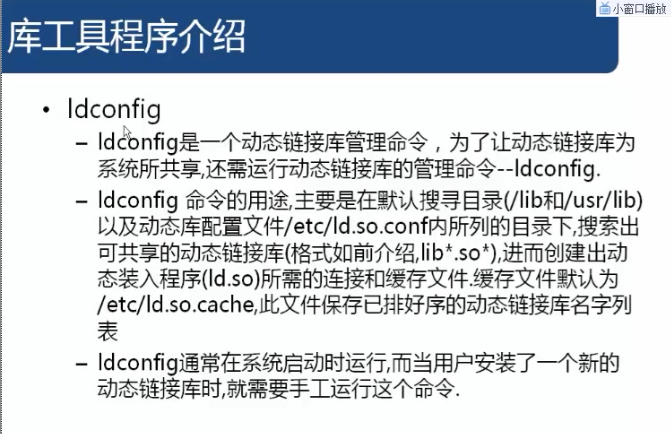 小窗口播放
库工具程序介绍
• ldconfig
– ldconfig是一个动态链接库管理命令，为了让动态链接库为
系统所共享,还需运行动态链接库的管理命令--ldconfig.
– ldconfig 命令的用途,主要是在默认搜寻目录(/lib和/usr/lib)
以及动态库配置文件/etc/ld.so.conf内所列的目录下,搜索出
可共享的动态链接库(格式如前介绍,lib*.so*),进而创建出动
态装入程序(ld.so)所需的连接和缓存文件.缓存文件默认为
/etc/ld.so.cache,此文件保存已排好序的动态链接库名字列
表
– ldconfig通常在系统启动时运行,而当用户安装了一个新的
动态链接库时,就需要手工运行这个命令.